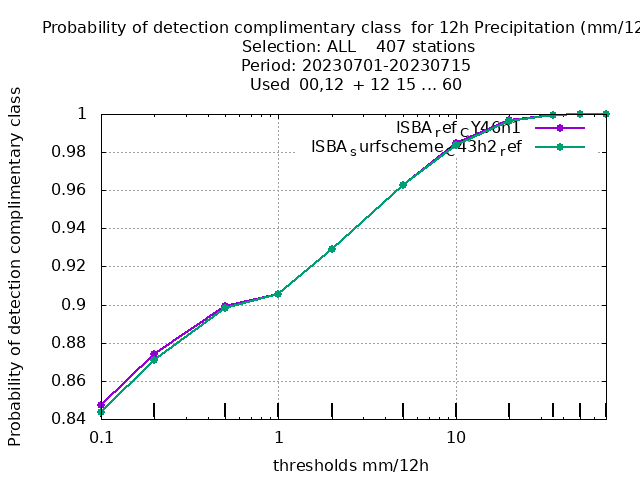 Probability of detection complimentary class for 12h Precipitation (mm/12
Selection: ALL 407 stations
Period: 20230701-20230715
Used 00,12 + 12 15 ... 60
Probability of detection complimentary class
1
0.98
0.96
0.94
0.92
0.9
0.88
0.86
0.84
ISBA_ref_CY46h1
ISBA_surfscheme_C43h2_ref
0.1
1
10
thresholds mm/12h